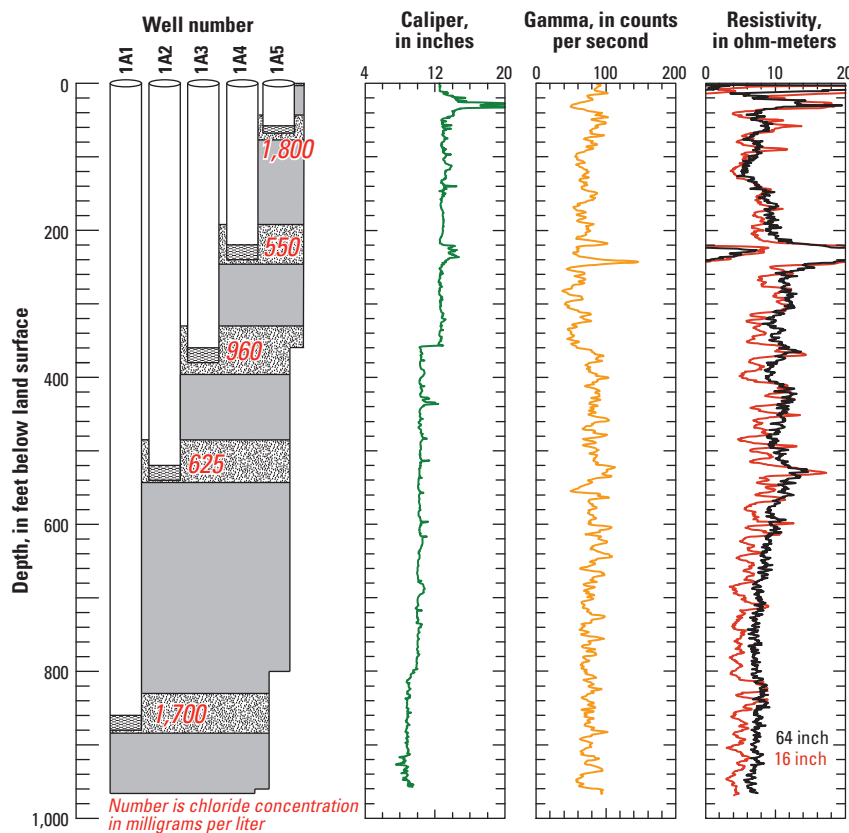 Well number
1A1
1A2
1A3
1A4
1A5
Caliper,
in inches
Gamma, in counts
per second
Resistivity,
in ohm-meters
4 12 20
0 100 200
0 10 20
Depth, in feet below land surface
0
200
400
600
800
1,000
1,800
550
960
625
1,700
64 inch
16 inch
Number is chloride concentration
in milligrams per liter